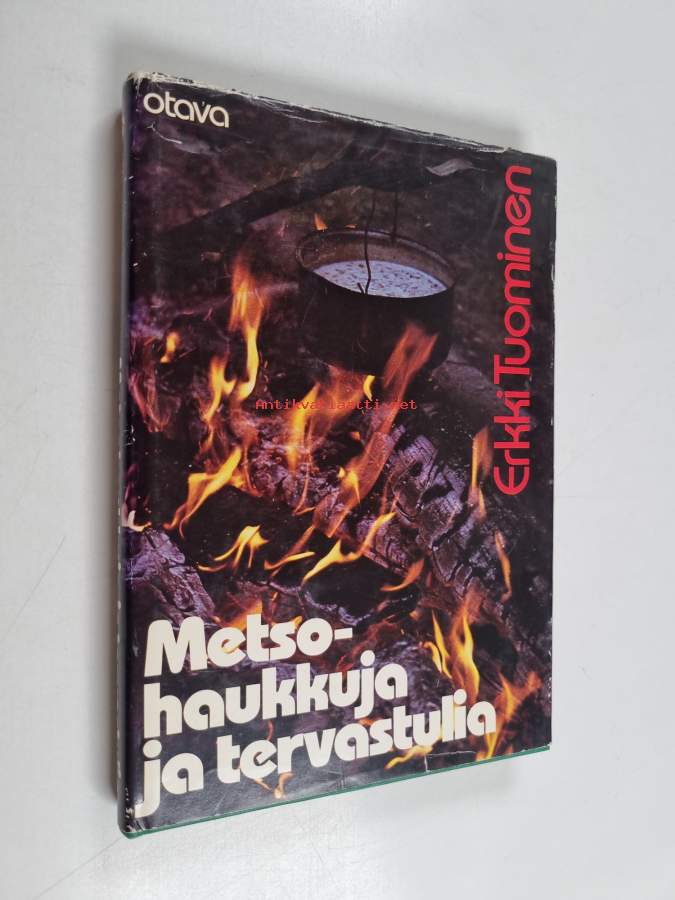 otava
Erkki Tuominen
Antikvariaatti.net
Metso-
haukkuja
ja tervastulia